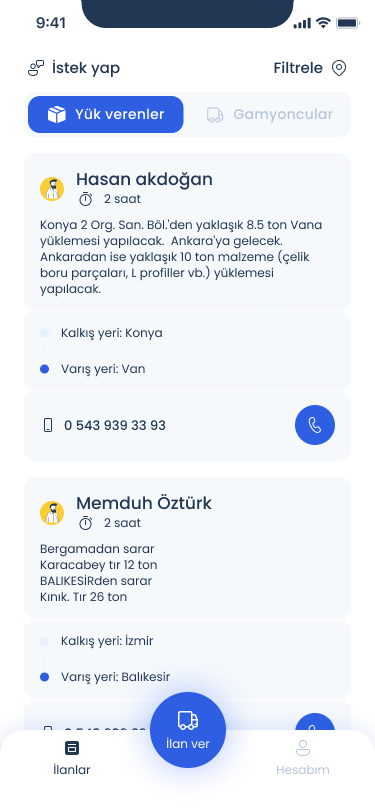 9:41
İstek yap
Filtrele
Yük verenler
Gamyoncular
Hasan akdoğan
2 saat
Konya 2 Org. San. Böl.'den yaklaşık 8.5 ton Vana
yüklemesi yapılacak.  Ankara'ya gelecek.
Ankaradan ise yaklaşık 10 ton malzeme (çelik
boru parçaları, L profiller vb.) yüklemesi
yapılacak.
Kalkış yeri: Konya
Varış yeri: Van
0 543 939 33 93
Memduh Öztürk
2 saat
Bergamadan sarar
Karacabey tır 12 ton
BALIKESİRden sarar
Kınık. Tır 26 ton
Kalkış yeri: İzmir
Varış yeri: Balıkesir
İlan ver
İlanlar
Hesabım